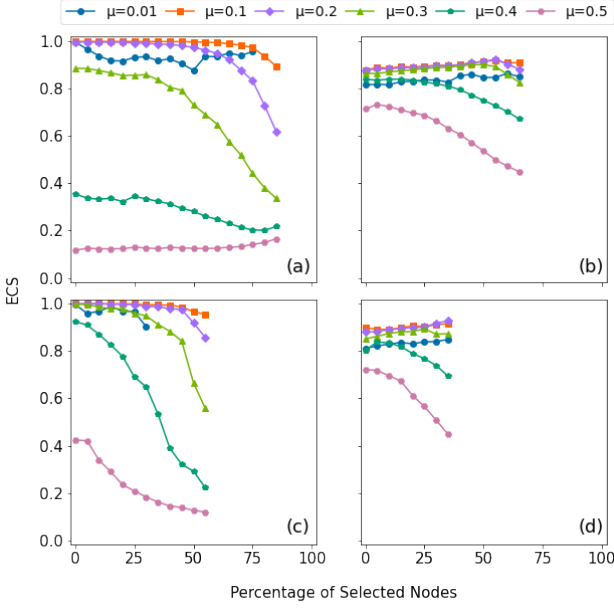 μ=0.01 μ=0.1 μ=0.2 μ=0.3 μ=0.4 μ=0.5
1.0
0.8
0.6
0.4
0.2
0.0
(a)
(b)
ECS
1.0
0.8
0.6
0.4
0.2
0.0
(c)
(d)
0 25 50 75 100
0 25 50 75 100
Percentage of Selected Nodes